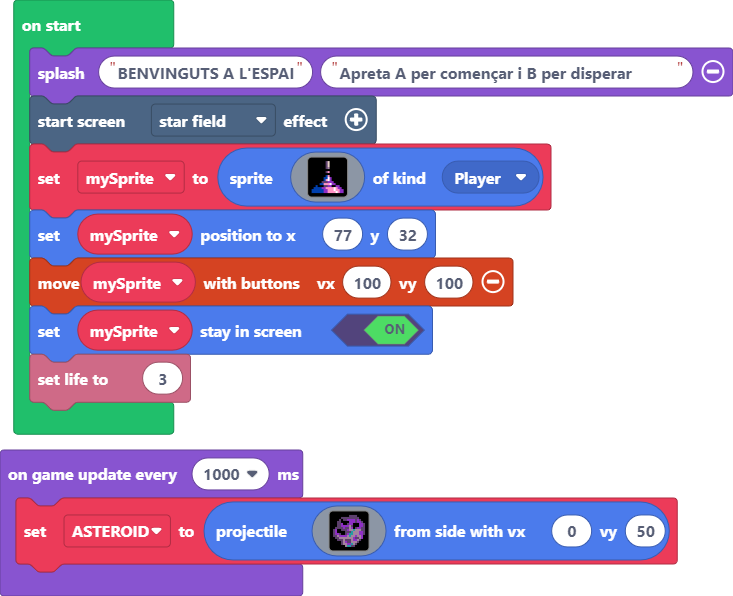 on start
splash "BENVINGUTS A L'ESPAI" "Apreta A per començar i B per disparar"
start screen star field effect
set mySprite to sprite of kind Player
set mySprite position to x 77 y 32
move mySprite with buttons vx 100 vy 100
set mySprite stay in screen ON
set life to 3
on game update every 1000 ms
set ASTEROID to projectile from side with vx 0 vy 50